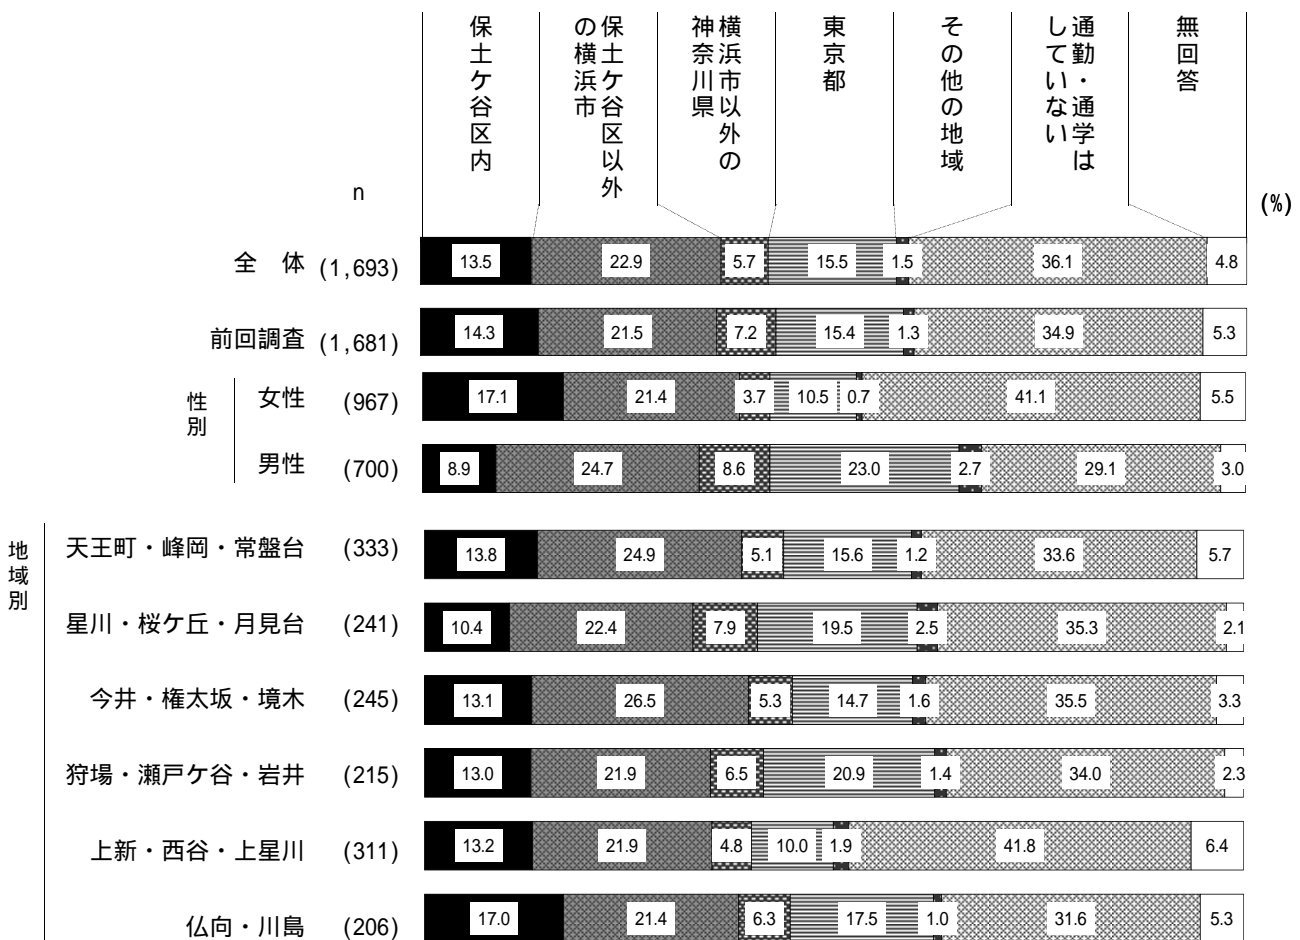 保土ケ谷区内
保土ケ谷区以外
の横浜市
横浜市以外の
神奈川県
東京都
その他の地域
通勤・通学は
していない
無回答
n
(%)
全 体 (1,693) 13.5 22.9 5.7 15.5 1.5 36.1 4.8
前回調査 (1,681) 14.3 21.5 7.2 15.4 1.3 34.9 5.3
性別
女性 (967) 17.1 21.4 3.7 10.5 0.7 41.1 5.5
男性 (700) 8.9 24.7 8.6 23.0 2.7 29.1 3.0
地域別
天王町・峰岡・常盤台 (333) 13.8 24.9 5.1 15.6 1.2 33.6 5.7
星川・桜ケ丘・月見台 (241) 10.4 22.4 7.9 19.5 2.5 35.3 2.1
今井・権太坂・境木 (245) 13.1 26.5 5.3 14.7 1.6 35.5 3.3
狩場・瀬戸ケ谷・岩井 (215) 13.0 21.9 6.5 20.9 1.4 34.0 2.3
上新・西谷・上星川 (311) 13.2 21.9 4.8 10.0 1.9 41.8 6.4
仏向・川島 (206) 17.0 21.4 6.3 17.5 1.0 31.6 5.3